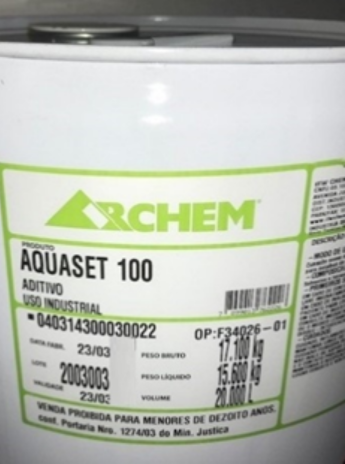 ARCHEM
PRODUTO
AQUASET 100
ADITIVO
USO INDUSTRIAL
*040314300030022 OP:F34026-01
DATA FABR. 23/03 PESO BRUTO 17.100 kg
LOTE 2003003 PESO LÍQUIDO 15.600 kg
VALIDADE 23/03 VOLUME 20.000 L
VENDA PROIBIDA PARA MENORES DE DEZOITO ANOS.
conf. Portaria Nro. 1274/03 do Min. Justica